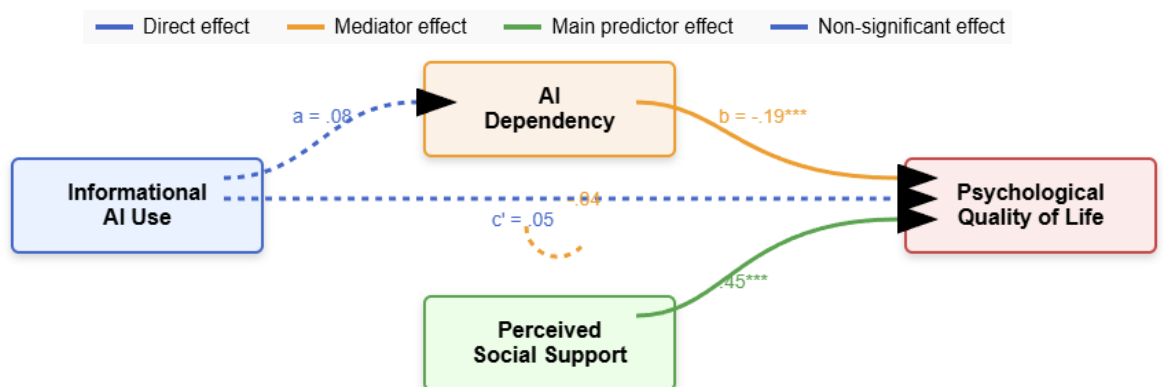 Direct effect
Mediator effect
Main predictor effect
Non-significant effect
AI
Dependency
a = .08
b = -.19***
Informational
AI Use
-.04
c' = .05
Psychological
Quality of Life
.45***
Perceived
Social Support